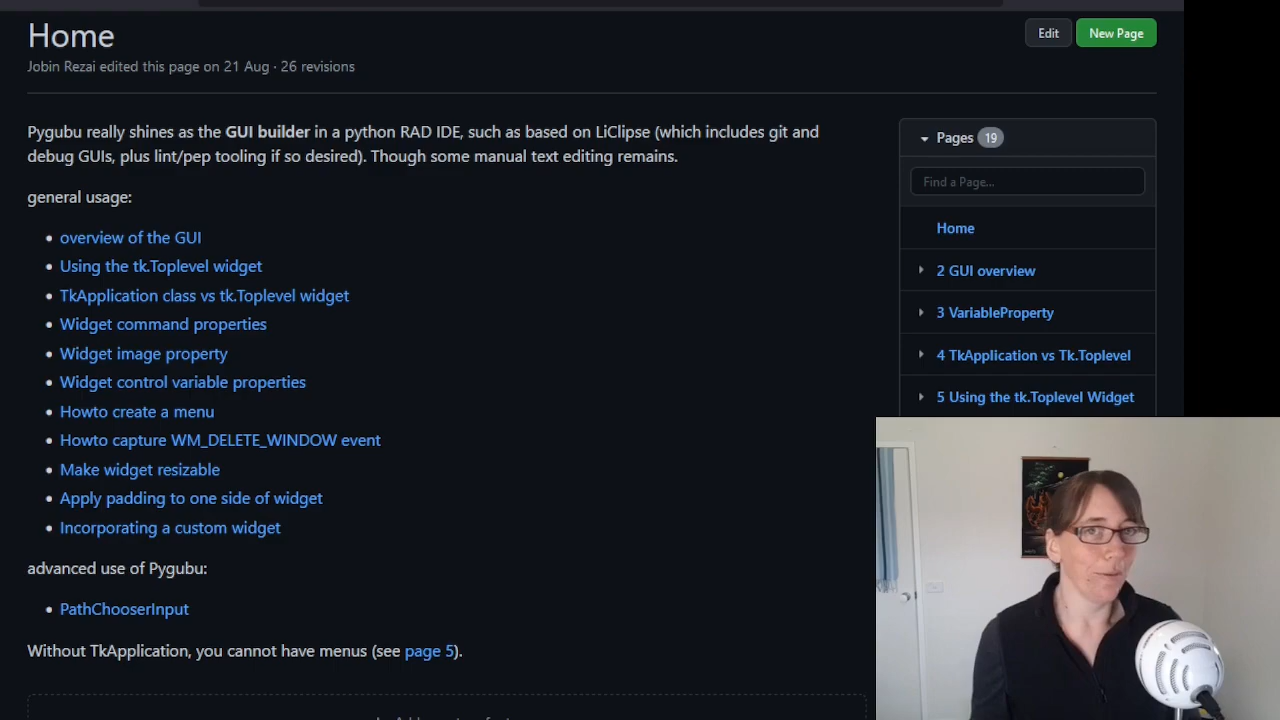 Home
Edit
New Page
Jobin Rezai edited this page on 21 Aug · 26 revisions
Pygubu really shines as the GUI builder in a python RAD IDE, such as based on LiClipse (which includes git and
debug GUIs, plus lint/pep tooling if so desired). Though some manual text editing remains.
general usage:
overview of the GUI
Using the tk.Toplevel widget
TkApplication class vs tk.Toplevel widget
Widget command properties
Widget image property
Widget control variable properties
Howto create a menu
Howto capture WM_DELETE_WINDOW event
Make widget resizable
Apply padding to one side of widget
Incorporating a custom widget
advanced use of Pygubu:
PathChooserInput
Without TkApplication, you cannot have menus (see page 5).
Pages 19
Find a Page...
Home
2 GUI overview
3 VariableProperty
4 TkApplication vs Tk.Toplevel
5 Using the tk.Toplevel Widget